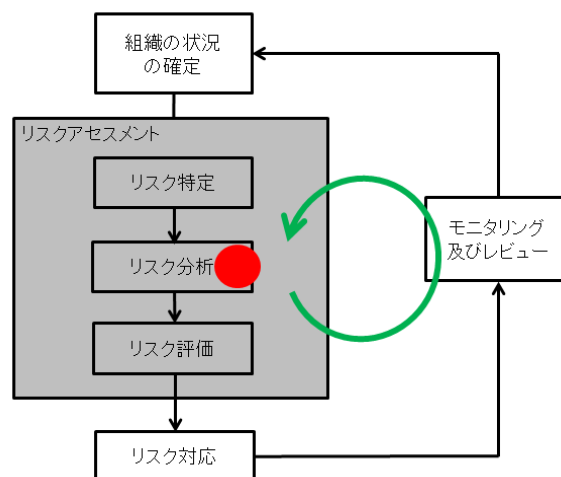 組織の状況
の確定
リスクアセスメント
リスク特定
リスク分析
リスク評価
モニタリング
及びレビュー
リスク対応